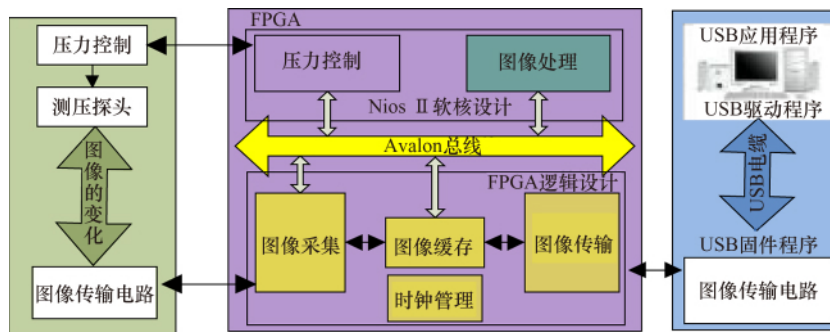 压力控制
测压探头
图像的变化
图像传输电路
FPGA
压力控制
图像处理
Nios Ⅱ软核设计
Avalon总线
FPGA逻辑设计
图像采集
图像缓存
图像传输
时钟管理
USB应用程序
USB驱动程序
USB电缆
USB固件程序
图像传输电路